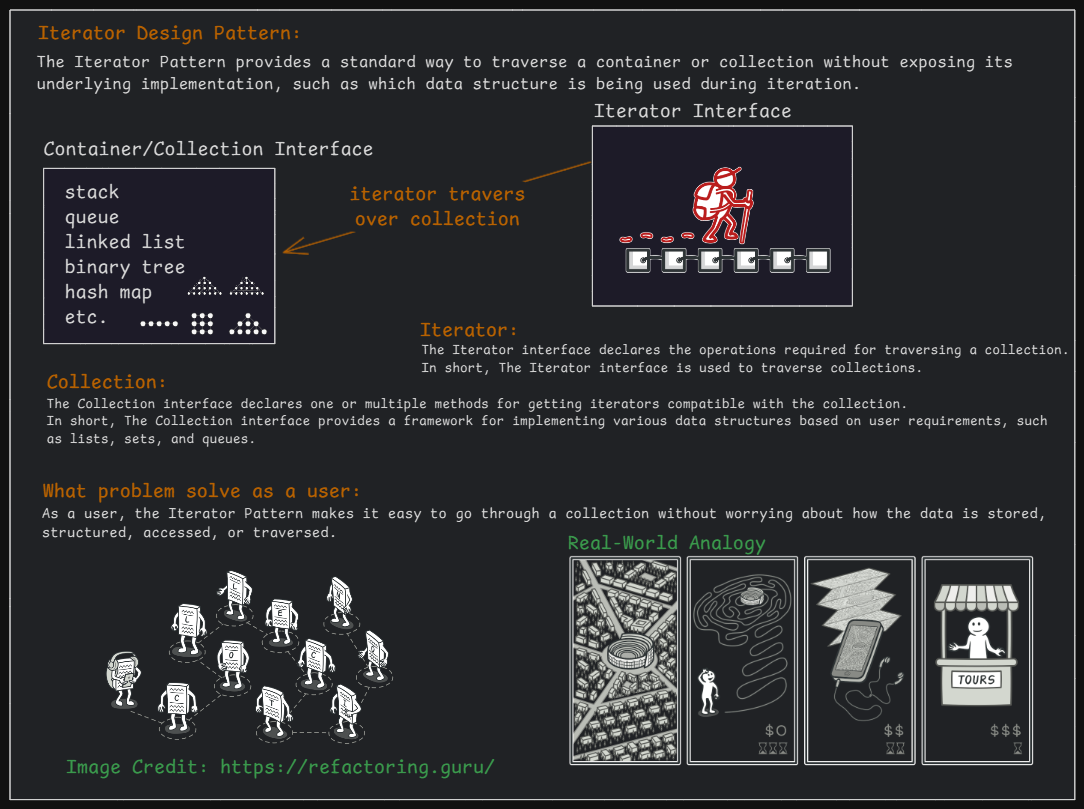 Iterator Design Pattern:
The Iterator Pattern provides a standard way to traverse a container or collection without exposing its
underlying implementation, such as which data structure is being used during iteration.
Iterator Interface
Container/Collection Interface
stack
queue
linked list
binary tree
hash map
etc.
iterator travers
over collection
Iterator:
The Iterator interface declares the operations required for traversing a collection.
In short, The Iterator interface is used to traverse collections.
Collection:
The Collection interface declares one or multiple methods for getting iterators compatible with the collection.
In short, The Collection interface provides a framework for implementing various data structures based on user requirements, such
as lists, sets, and queues.
What problem solve as a user:
As a user, the Iterator Pattern makes it easy to go through a collection without worrying about how the data is stored,
structured, accessed, or traversed.
Real-World Analogy
L
E
L
O
C
C
T
I
TOURS
$0
$$
$$$
Image Credit: https://refactoring.guru/